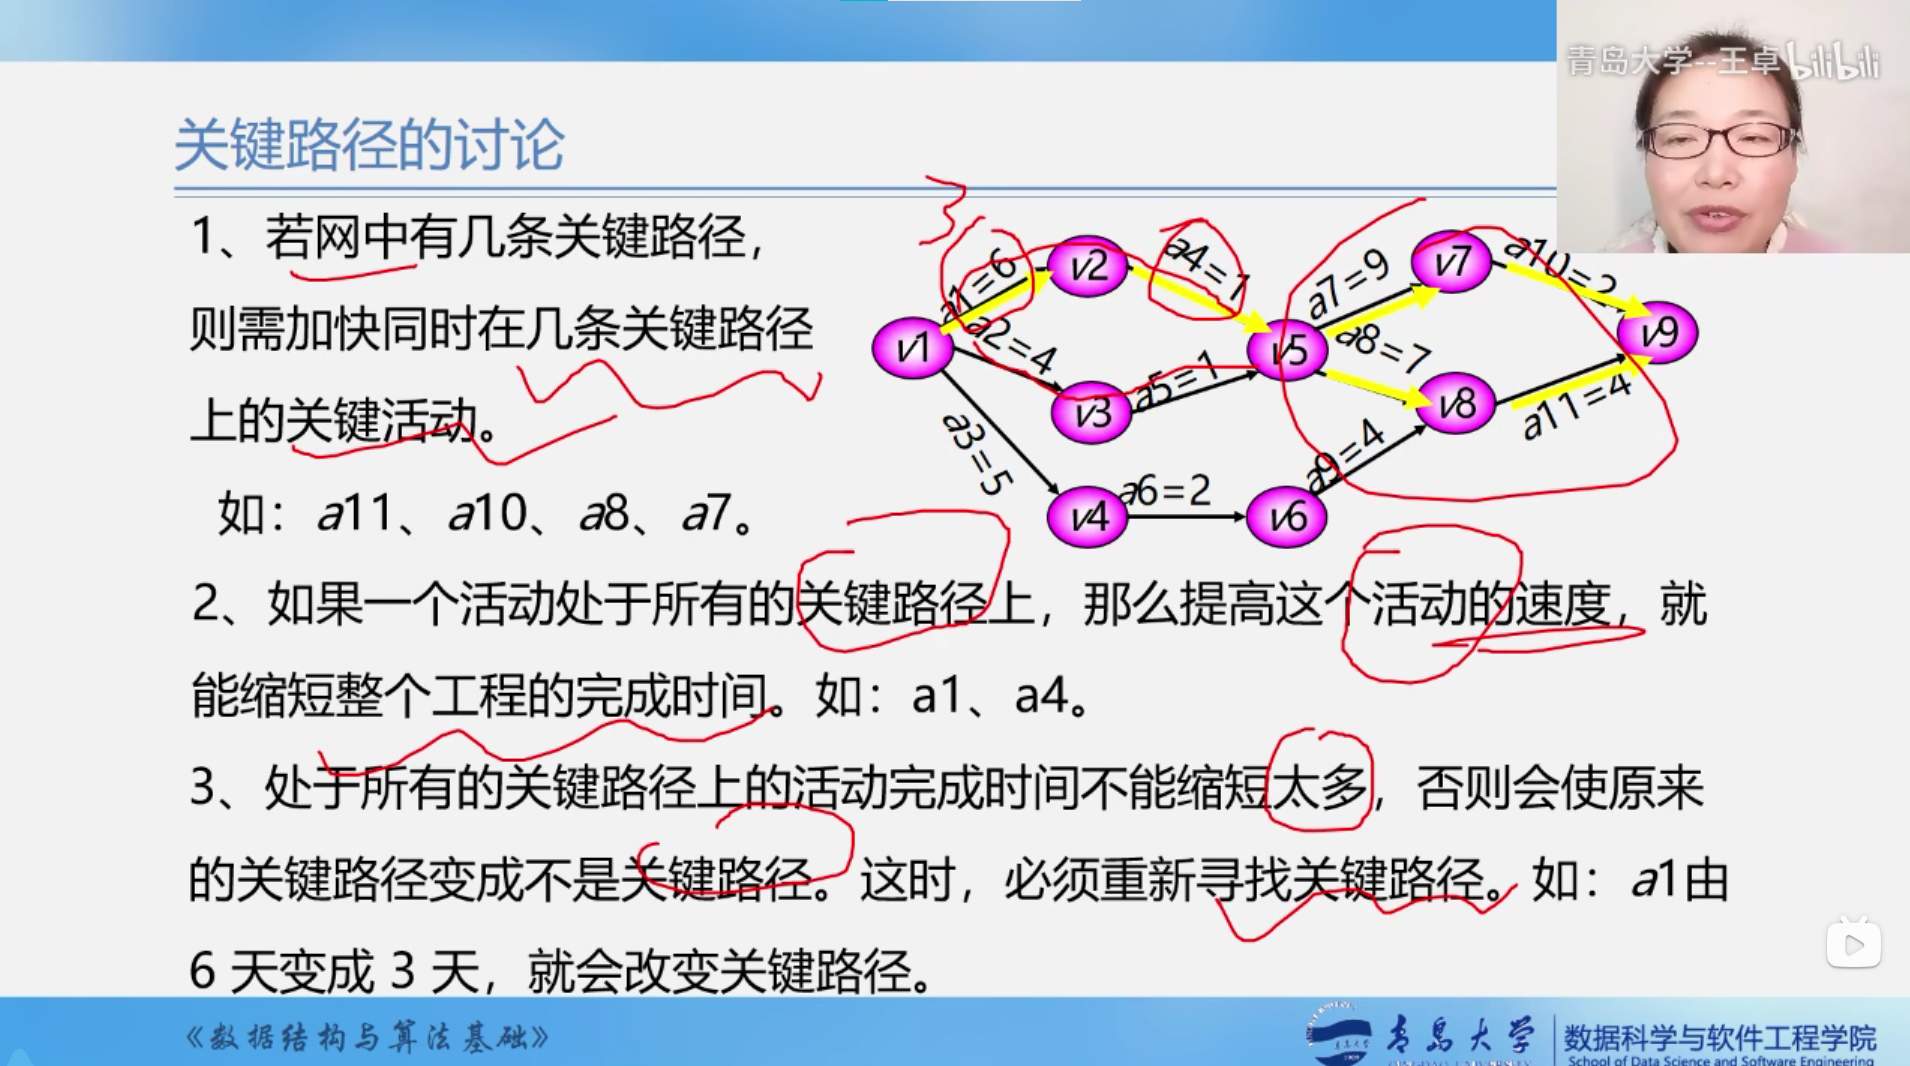 青岛大学--王卓 bilibili
关键路径的讨论
1、若网中有几条关键路径，
则需加快同时在几条关键路径
上的关键活动。
如：a11、a10、a8、a7。
3
a1=6
v2
a4=1
a7=9
v7
a10=2
v1
a2=4
v5
a8=7
v9
v3
a5=1
v8
a11=4
a3=5
a9=4
v4
a6=2
v6
2、如果一个活动处于所有的关键路径上，那么提高这个活动的速度，就
能缩短整个工程的完成时间。如：a1、a4。
3、处于所有的关键路径上的活动完成时间不能缩短太多，否则会使原来
的关键路径变成不是关键路径。这时，必须重新寻找关键路径。如：a1由
6 天变成 3 天，就会改变关键路径。
《数据结构与算法基础》
青岛大学
数据科学与软件工程学院
School of Data Science and Software Engineering